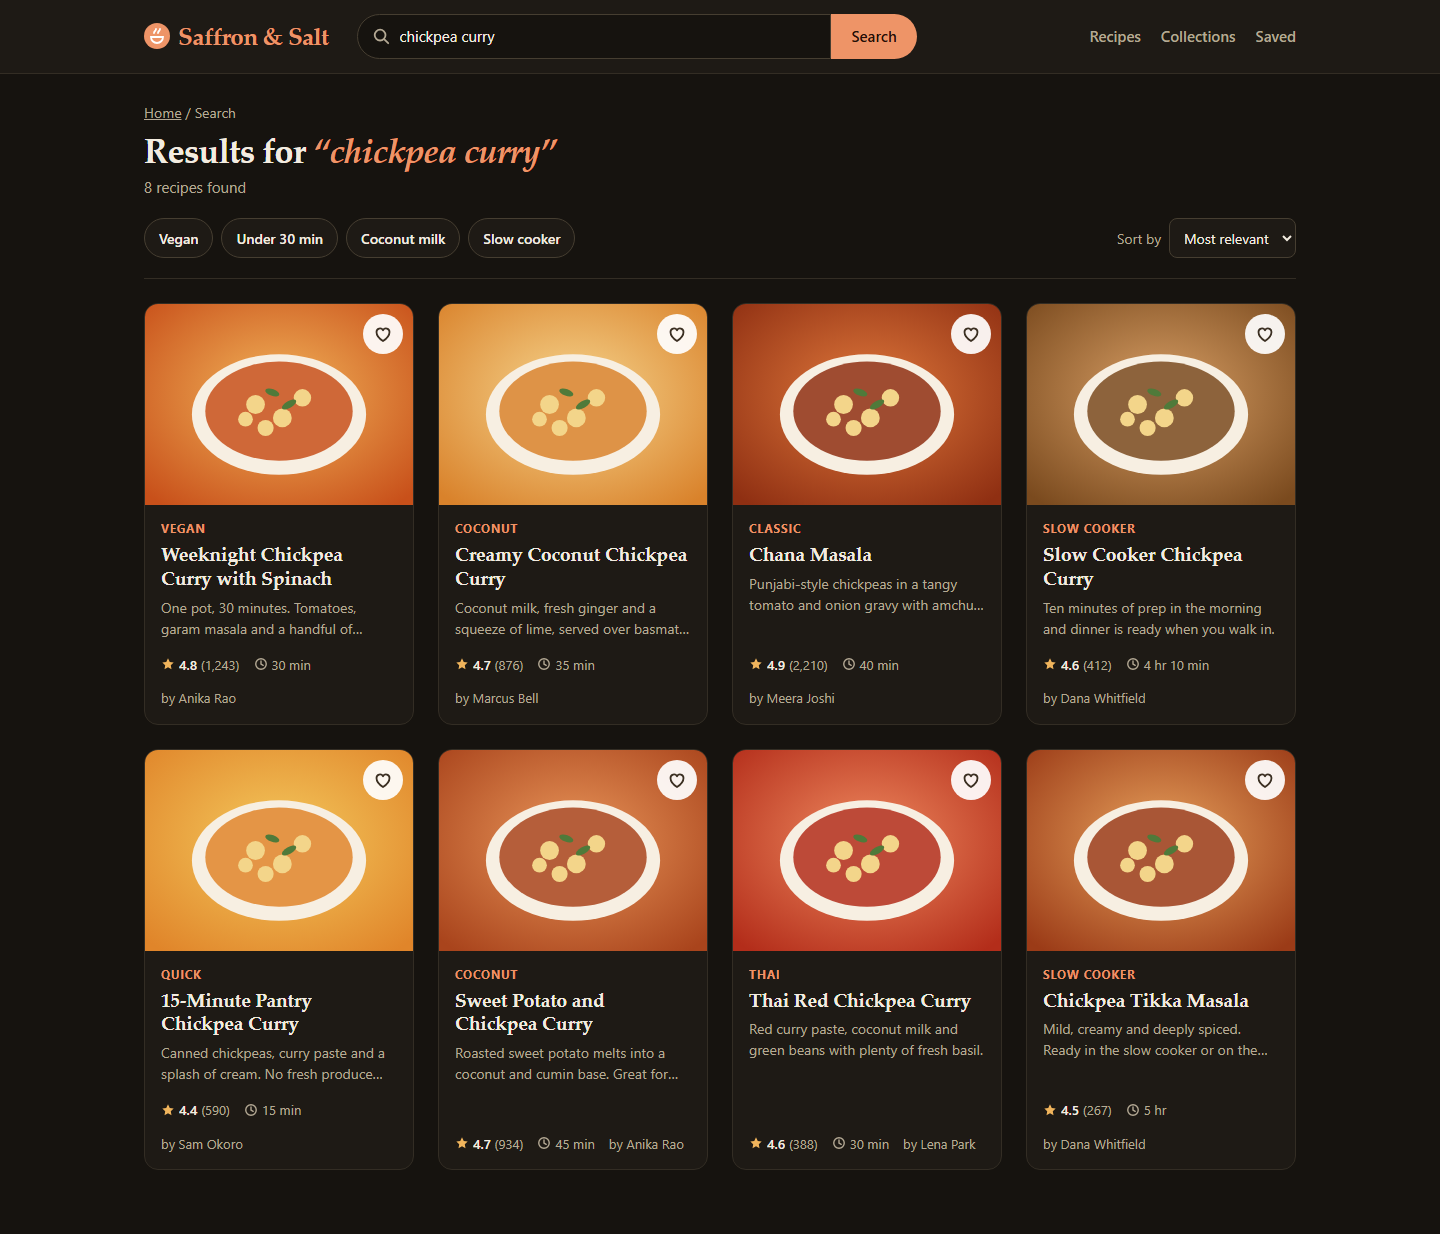 Saffron & Salt
chickpea curry
Search
Recipes
Collections
Saved
Home / Search
Results for “chickpea curry”
8 recipes found
Vegan
Under 30 min
Coconut milk
Slow cooker
Sort by
Most relevant
VEGAN
Weeknight Chickpea
Curry with Spinach
One pot, 30 minutes. Tomatoes,
garam masala and a handful of…
4.8 (1,243) 30 min
by Anika Rao
COCONUT
Creamy Coconut Chickpea
Curry
Coconut milk, fresh ginger and a
squeeze of lime, served over basmat…
4.7 (876) 35 min
by Marcus Bell
CLASSIC
Chana Masala
Punjabi-style chickpeas in a tangy
tomato and onion gravy with amchu…
4.9 (2,210) 40 min
by Meera Joshi
SLOW COOKER
Slow Cooker Chickpea
Curry
Ten minutes of prep in the morning
and dinner is ready when you walk in.
4.6 (412) 4 hr 10 min
by Dana Whitfield
QUICK
15-Minute Pantry
Chickpea Curry
Canned chickpeas, curry paste and a
splash of cream. No fresh produce…
4.4 (590) 15 min
by Sam Okoro
COCONUT
Sweet Potato and
Chickpea Curry
Roasted sweet potato melts into a
coconut and cumin base. Great for…
4.7 (934) 45 min by Anika Rao
THAI
Thai Red Chickpea Curry
Red curry paste, coconut milk and
green beans with plenty of fresh basil.
4.6 (388) 30 min by Lena Park
SLOW COOKER
Chickpea Tikka Masala
Mild, creamy and deeply spiced.
Ready in the slow cooker or on the…
4.5 (267) 5 hr
by Dana Whitfield